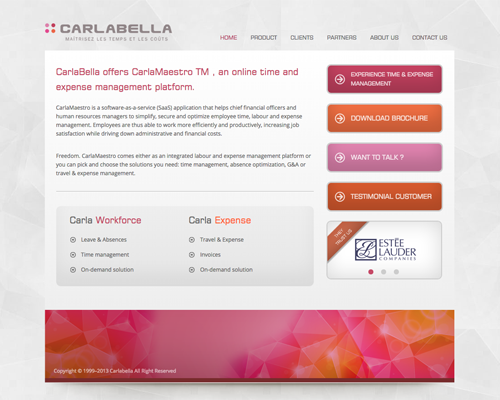 CARLABELLA
MAÎTRISEZ LES TEMPS ET LES COÛTS
HOME PRODUCT CLIENTS PARTNERS ABOUT US CONTACT US
CarlaBella offers CarlaMaestro TM , an online time and
expense management platform.
CarlaMaestro is a software-as-a-service (SaaS) application that helps chief financial officers and
human resources managers to simplify, secure and optimize employee time, labour and expense
management. Employees are thus able to work more efficiently and productively, increasing job
satisfaction while driving down administrative and financial costs.
Freedom. CarlaMaestro comes either as an integrated labour and expense management platform or
you can pick and choose the solutions you need: time management, absence optimization, G&A or
travel & expense management.
Carla Workforce
Leave & Absences
Time management
On-demand solution
Carla Expense
Travel & Expense
Invoices
On-demand solution
EXPERIENCE TIME & EXPENSE
MANAGEMENT
DOWNLOAD BROCHURE
WANT TO TALK ?
TESTIMONIAL CUSTOMER
THEY
TRUST US
EL
ESTĒE
LAUDER
COMPANIES
Copyright © 1999-2013 Carlabella All Right Reserved